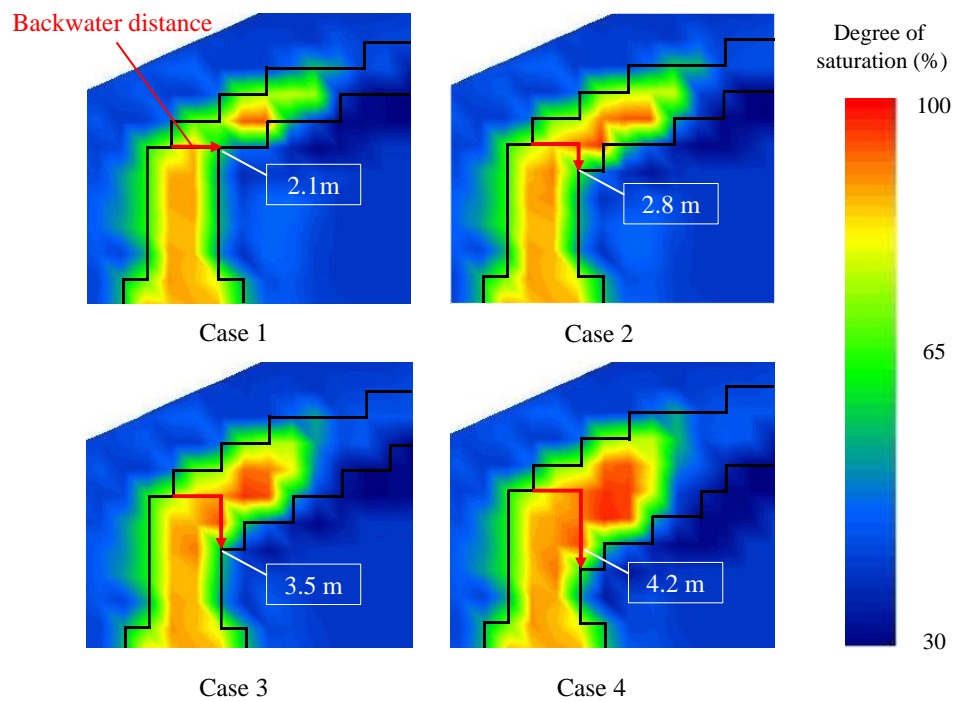 Backwater distance
Degree of
saturation (%)
100
2.1m
2.8 m
Case 1
Case 2
65
3.5 m
4.2 m
30
Case 3
Case 4